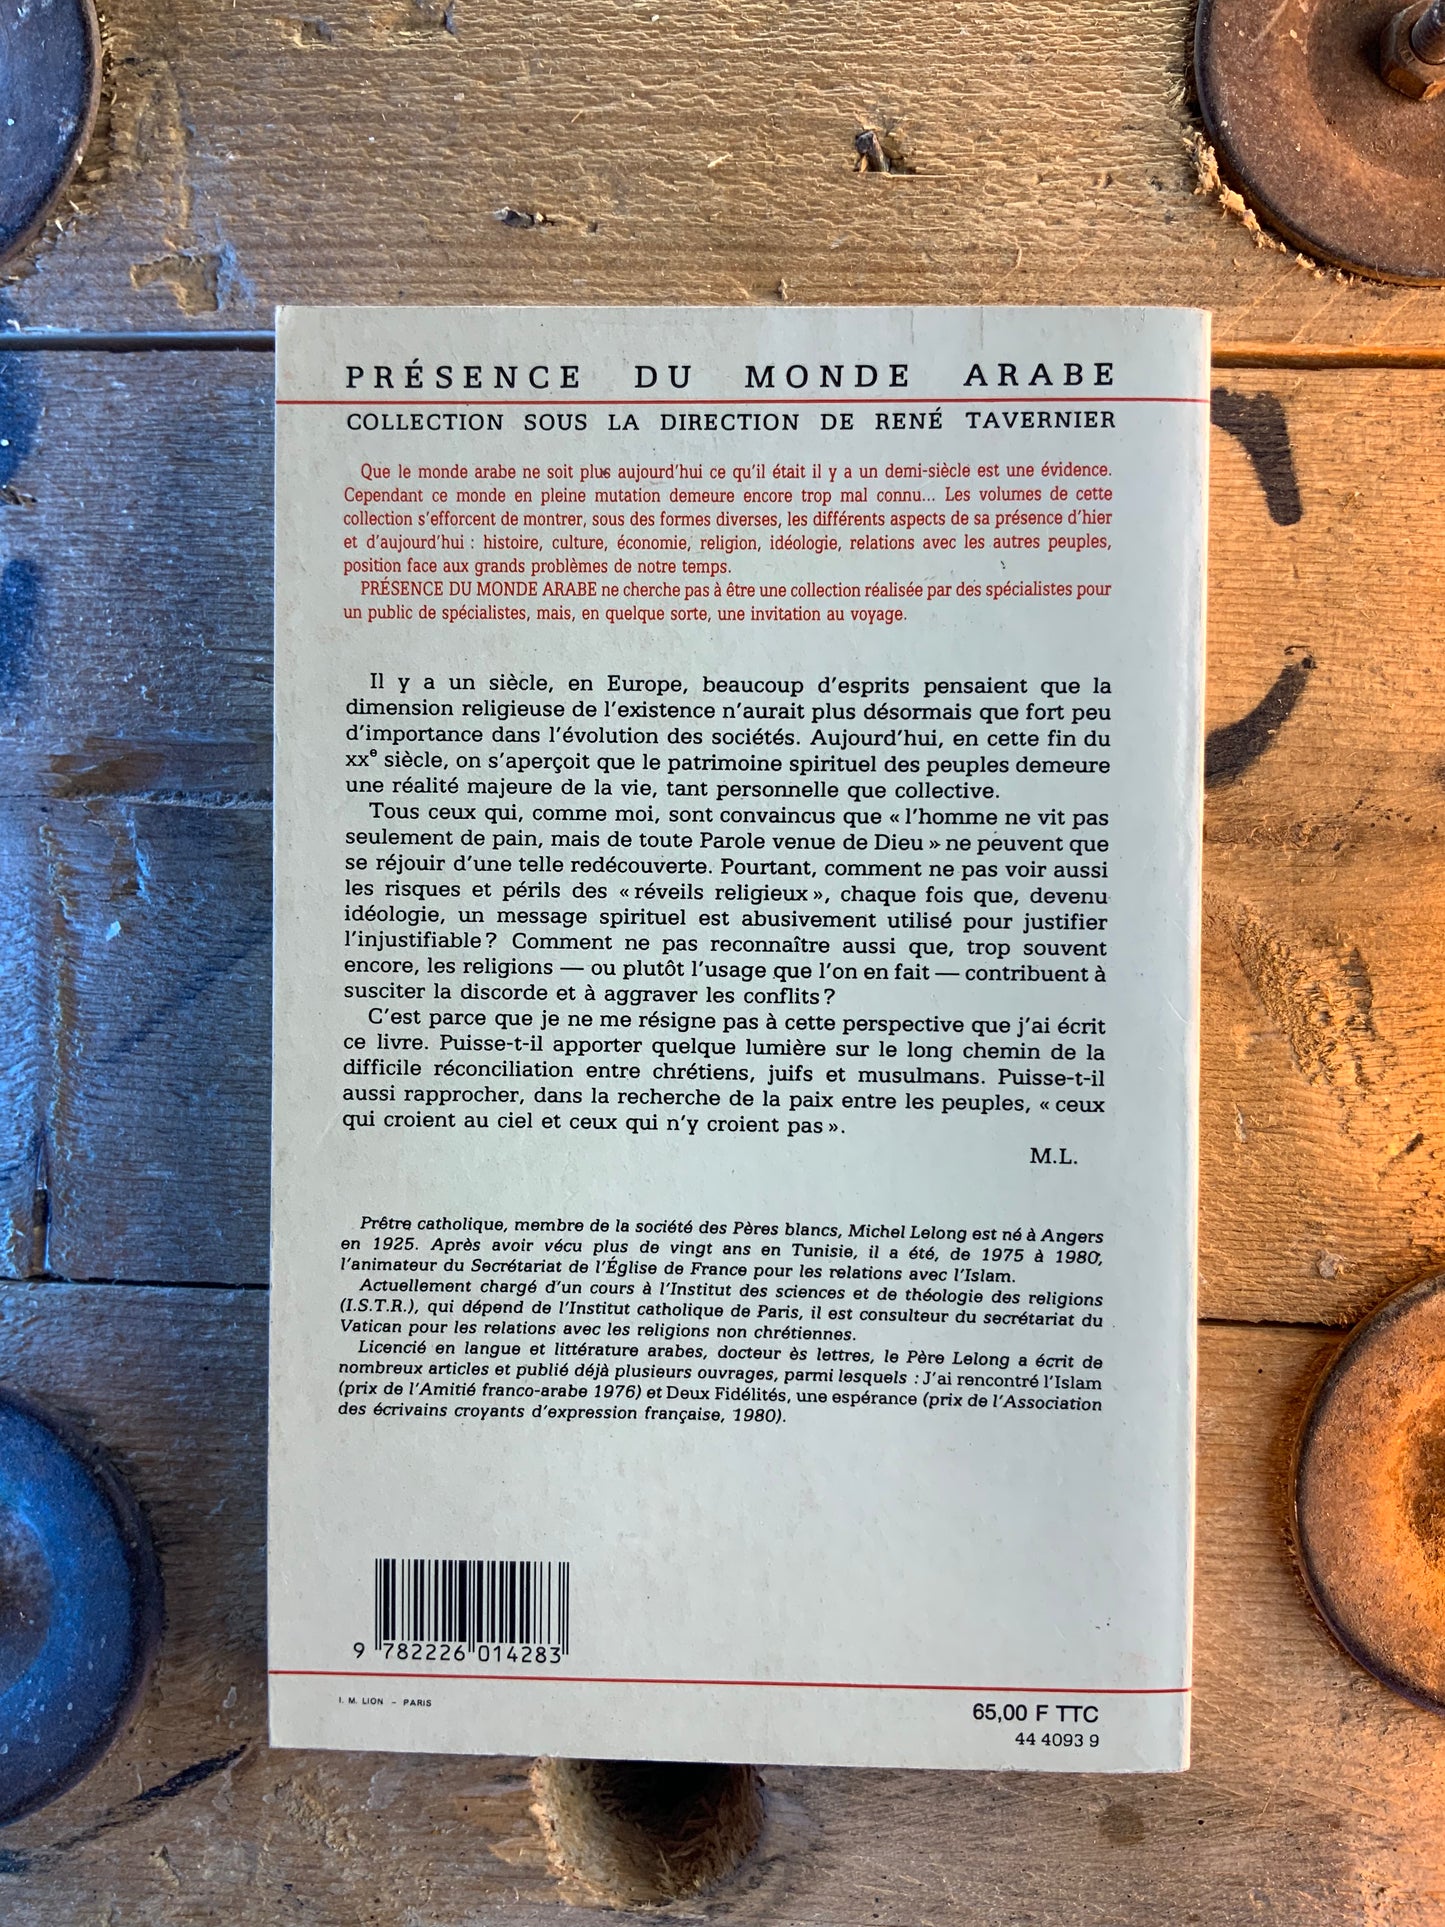 PRÉSENCE DU MONDE ARABE
COLLECTION SOUS LA DIRECTION DE RENÉ TAVERNIER
Que le monde arabe ne soit plus aujourd'hui ce qu'il était il y a un demi-siècle est une évidence.
Cependant ce monde en pleine mutation demeure encore trop mal connu... Les volumes de cette
collection s'efforcent de montrer, sous des formes diverses, les différents aspects de sa présence d'hier
et d'aujourd'hui : histoire, culture, économie, religion, idéologie, relations avec les autres peuples,
position face aux grands problèmes de notre temps.
PRÉSENCE DU MONDE ARABE ne cherche pas à être une collection réalisée par des spécialistes pour
un public de spécialistes, mais, en quelque sorte, une invitation au voyage.
Il y a un siècle, en Europe, beaucoup d'esprits pensaient que la
dimension religieuse de l'existence n'aurait plus désormais que fort peu
d'importance dans l'évolution des sociétés. Aujourd'hui, en cette fin du
XXe siècle, on s'aperçoit que le patrimoine spirituel des peuples demeure
une réalité majeure de la vie, tant personnelle que collective.
Tous ceux qui, comme moi, sont convaincus que « l'homme ne vit pas
seulement de pain, mais de toute Parole venue de Dieu » ne peuvent que
se réjouir d'une telle redécouverte. Pourtant, comment ne pas voir aussi
les risques et périls des « réveils religieux », chaque fois que, devenu
idéologie, un message spirituel est abusivement utilisé pour justifier
l'injustifiable ? Comment ne pas reconnaître aussi que, trop souvent
encore, les religions — ou plutôt l'usage que l'on en fait — contribuent à
susciter la discorde et à aggraver les conflits ?
C'est parce que je ne me résigne pas à cette perspective que j'ai écrit
ce livre. Puisse-t-il apporter quelque lumière sur le long chemin de la
difficile réconciliation entre chrétiens, juifs et musulmans. Puisse-t-il
aussi rapprocher, dans la recherche de la paix entre les peuples, « ceux
qui croient au ciel et ceux qui n'y croient pas ».
M.L.
Prêtre catholique, membre de la société des Pères blancs, Michel Lelong est né à Angers
en 1925. Après avoir vécu plus de vingt ans en Tunisie, il a été, de 1975 à 1980,
l'animateur du Secrétariat de l'Église de France pour les relations avec l'Islam.
Actuellement chargé d'un cours à l'Institut des sciences et de théologie des religions
(I.S.T.R.), qui dépend de l'Institut catholique de Paris, il est consulteur du secrétariat du
Vatican pour les relations avec les religions non chrétiennes.
Licencié en langue et littérature arabes, docteur ès lettres, le Père Lelong a écrit de
nombreux articles et publié déjà plusieurs ouvrages, parmi lesquels : J'ai rencontré l'Islam
(prix de l'Amitié franco-arabe 1976) et Deux Fidélités, une espérance (prix de l'Association
des écrivains croyants d'expression française, 1980).
9 782226 014283
I. M. LION - PARIS
65,00 F TTC
44 4093 9